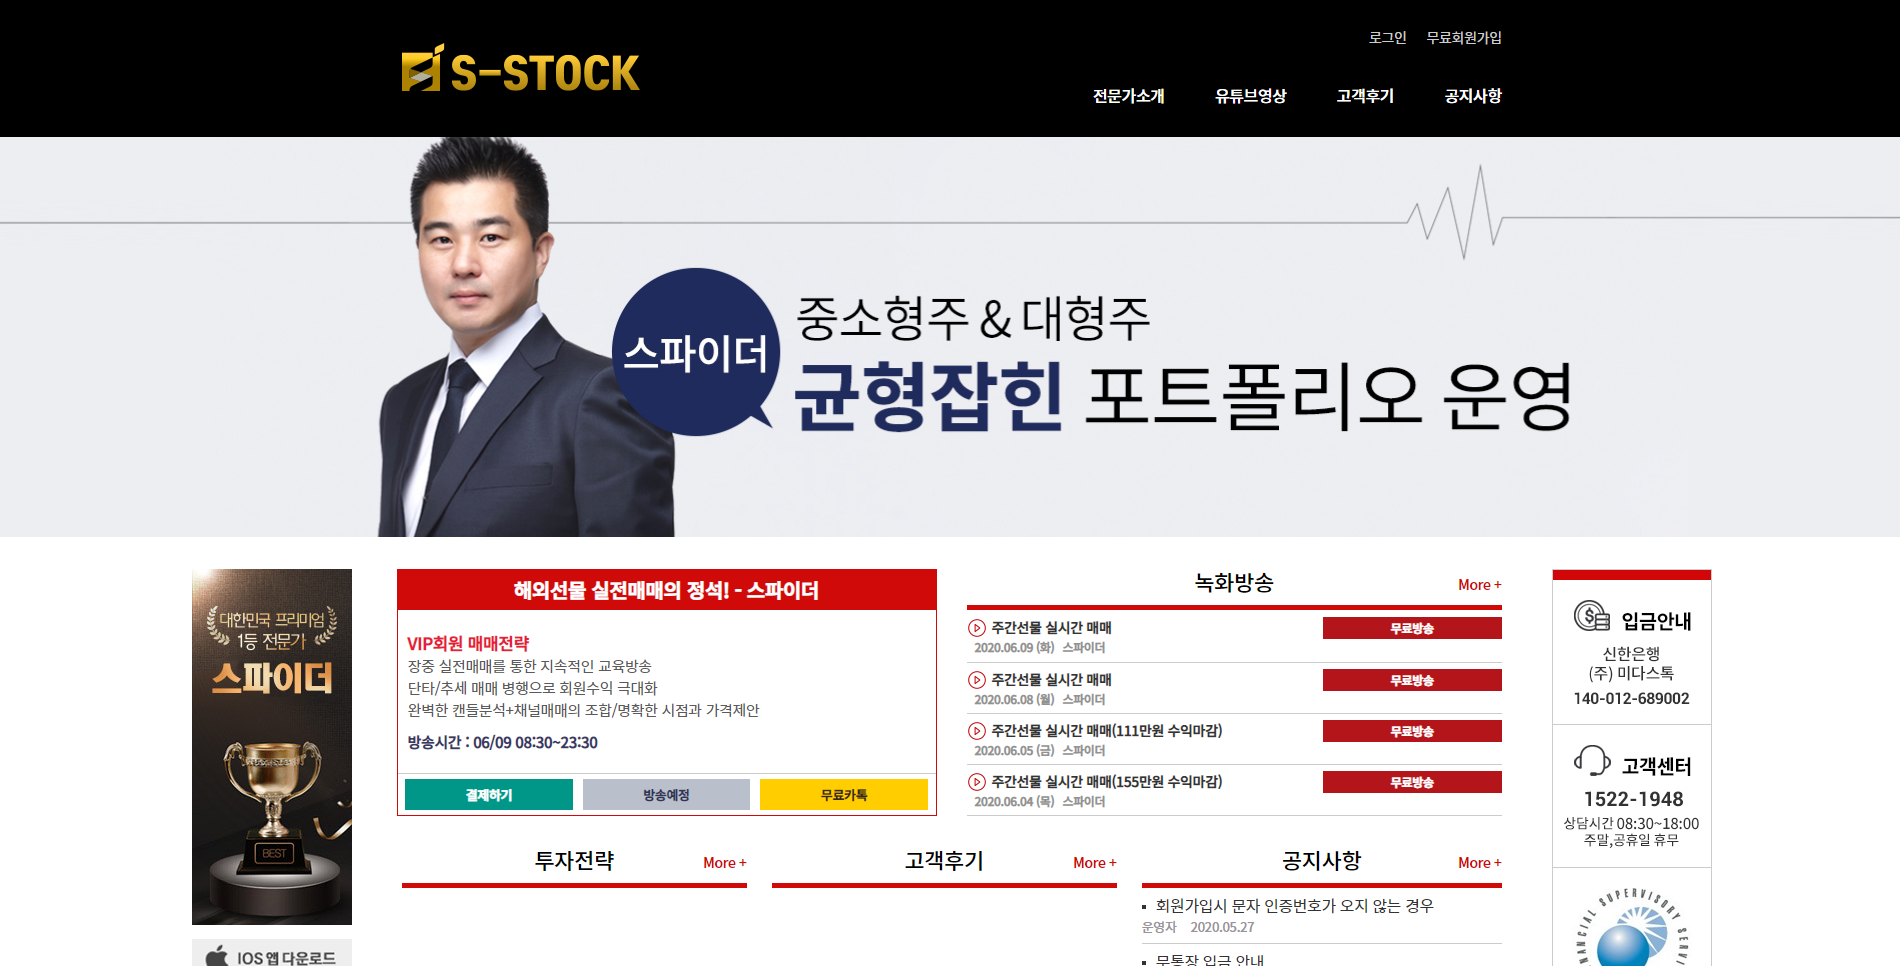 로그인 무료회원가입
S-STOCK
전문가소개 유튜브영상 고객후기 공지사항
스파이더
중소형주 & 대형주
균형잡힌 포트폴리오 운영
대한민국 프리미엄
1등 전문가
스파이더
BEST
IOS 앱 다운로드
해외선물 실전매매의 정석! - 스파이더
VIP회원 매매전략
장중 실전매매를 통한 지속적인 교육방송
단타/추세 매매 병행으로 회원수익 극대화
완벽한 캔들분석+채널매매의 조합/명확한 시점과 가격제안
방송시간 : 06/09 08:30~23:30
결제하기 방송예정 무료카톡
녹화방송 More +
주간선물 실시간 매매 무료방송
2020.06.09 (화) 스파이더
주간선물 실시간 매매 무료방송
2020.06.08 (월) 스파이더
주간선물 실시간 매매(111만원 수익마감) 무료방송
2020.06.05 (금) 스파이더
주간선물 실시간 매매(155만원 수익마감) 무료방송
2020.06.04 (목) 스파이더
투자전략 More +
고객후기 More +
공지사항 More +
회원가입시 문자 인증번호가 오지 않는 경우
운영자 2020.05.27
무통장 입금 안내
입금안내
신한은행
(주) 미다스톡
140-012-689002
고객센터
1522-1948
상담시간 08:30~18:00
주말,공휴일 휴무
SUPERVISORY